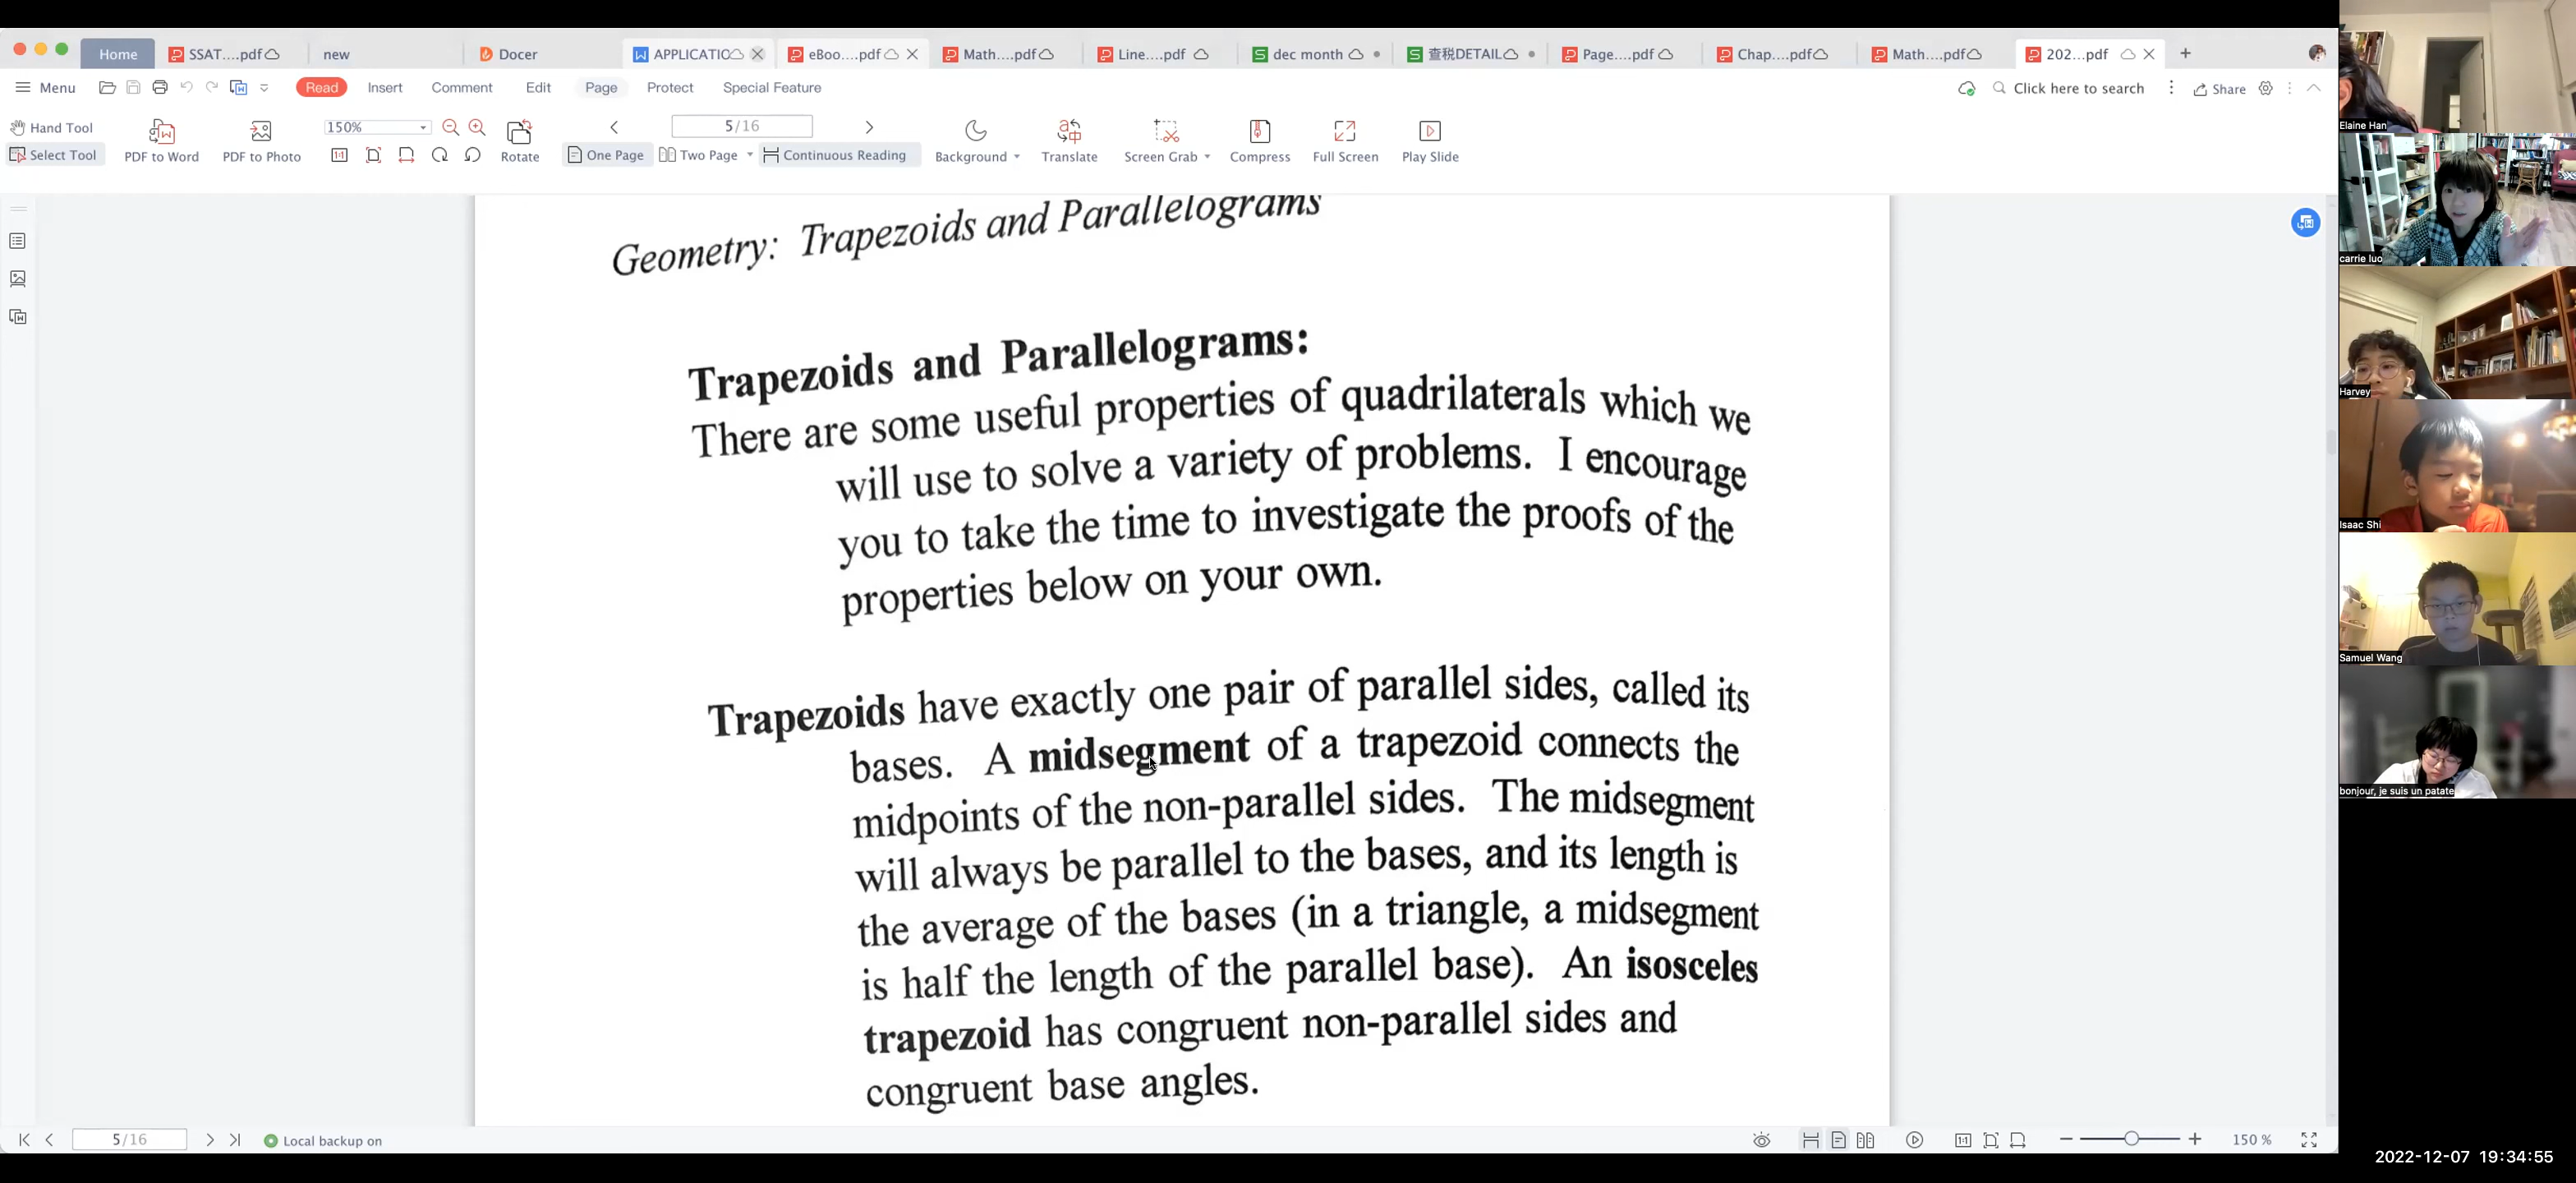 Home
SSAT....pdf
new
Docer
APPLICATIC
eBoo....pdf
Math....pdf
Line....pdf
dec month
查税DETAIL
Page....pdf
Chap....pdf
Math....pdf
202...pdf
Menu
Read
Insert
Comment
Edit
Page
Protect
Special Feature
Click here to search
Share
Hand Tool
Select Tool
PDF to Word
PDF to Photo
150%
Rotate
5/16
One Page
Two Page
Continuous Reading
Background
Translate
Screen Grab
Compress
Full Screen
Play Slide
Geometry: Trapezoids and Parallelograms
Trapezoids and Parallelograms:
There are some useful properties of quadrilaterals which we
will use to solve a variety of problems. I encourage
you to take the time to investigate the proofs of the
properties below on your own.
Trapezoids have exactly one pair of parallel sides, called its
bases. A midsegment of a trapezoid connects the
midpoints of the non-parallel sides. The midsegment
will always be parallel to the bases, and its length is
the average of the bases (in a triangle, a midsegment
is half the length of the parallel base). An isosceles
trapezoid has congruent non-parallel sides and
congruent base angles.
5/16
Local backup on
150 %
Elaine Han
carrie luo
Harvey
Isaac Shi
Samuel Wang
bonjour, je suis un patate
2022-12-07 19:34:55